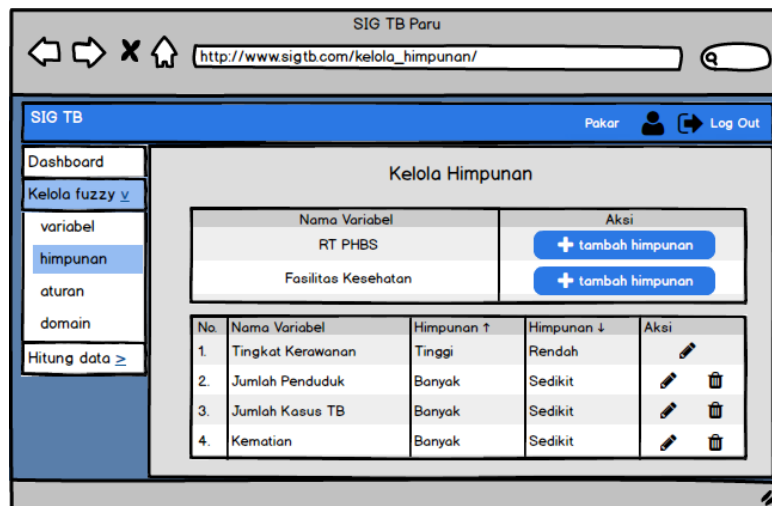 SIG TB Paru
http://www.sigtb.com/kelola_himpunan/
SIG TB
Pakar
Log Out
Dashboard
Kelola fuzzy v
variabel
himpunan
aturan
domain
Hitung data >
Kelola Himpunan
Nama Variabel Aksi
RT PHBS + tambah himpunan
Fasilitas Kesehatan + tambah himpunan
No. Nama Variabel Himpunan ↑ Himpunan ↓ Aksi
1. Tingkat Kerawanan Tinggi Rendah
2. Jumlah Penduduk Banyak Sedikit
3. Jumlah Kasus TB Banyak Sedikit
4. Kematian Banyak Sedikit